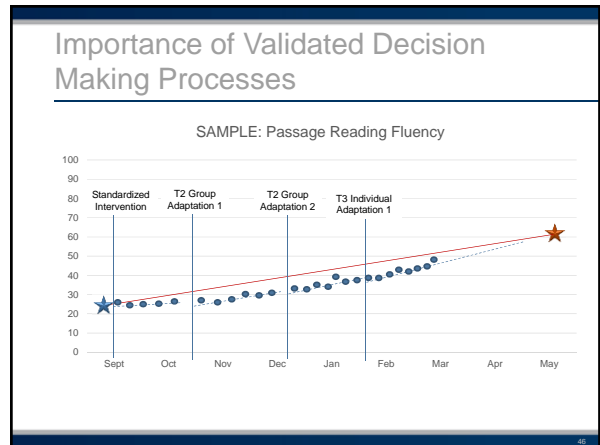 Importance of Validated Decision
Making Processes
SAMPLE: Passage Reading Fluency
100
90
80
70
60
50
40
30
20
10
0
Standardized
Intervention
T2 Group
Adaptation 1
T2 Group
Adaptation 2
T3 Individual
Adaptation 1
Sept Oct Nov Dec Jan Feb Mar Apr May
46